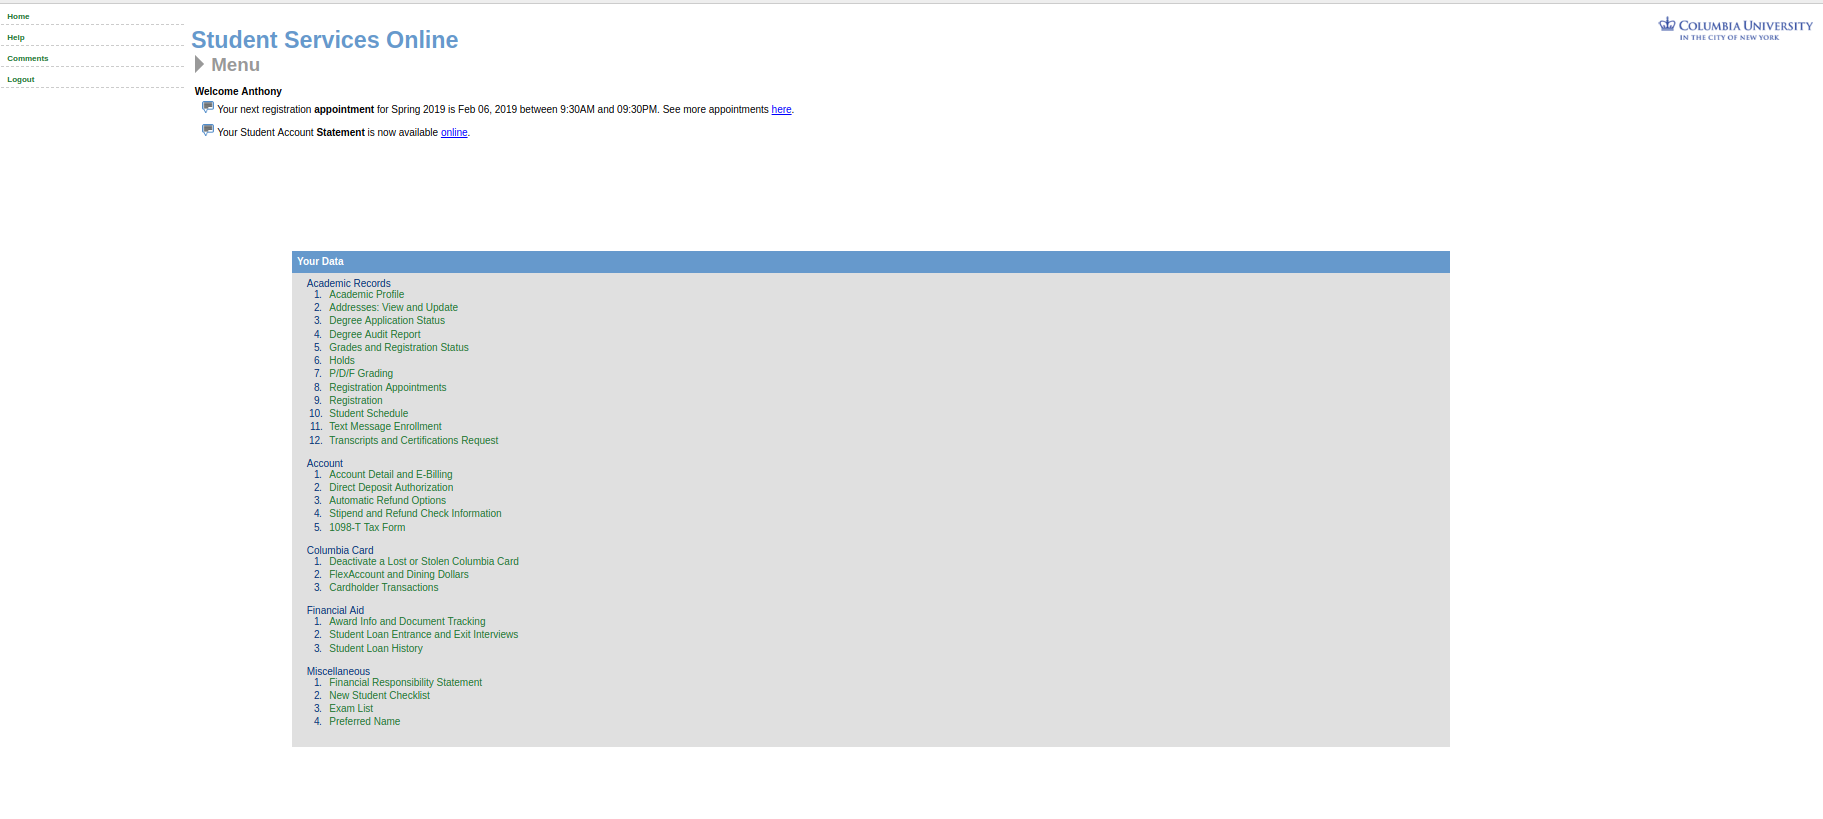 Home
Help
Comments
Logout
COLUMBIA UNIVERSITY
IN THE CITY OF NEW YORK
Student Services Online
Menu
Welcome Anthony
Your next registration appointment for Spring 2019 is Feb 06, 2019 between 9:30AM and 09:30PM. See more appointments here.
Your Student Account Statement is now available online.
Your Data
Academic Records
1. Academic Profile
2. Addresses: View and Update
3. Degree Application Status
4. Degree Audit Report
5. Grades and Registration Status
6. Holds
7. P/D/F Grading
8. Registration Appointments
9. Registration
10. Student Schedule
11. Text Message Enrollment
12. Transcripts and Certifications Request
Account
1. Account Detail and E-Billing
2. Direct Deposit Authorization
3. Automatic Refund Options
4. Stipend and Refund Check Information
5. 1098-T Tax Form
Columbia Card
1. Deactivate a Lost or Stolen Columbia Card
2. FlexAccount and Dining Dollars
3. Cardholder Transactions
Financial Aid
1. Award Info and Document Tracking
2. Student Loan Entrance and Exit Interviews
3. Student Loan History
Miscellaneous
1. Financial Responsibility Statement
2. New Student Checklist
3. Exam List
4. Preferred Name